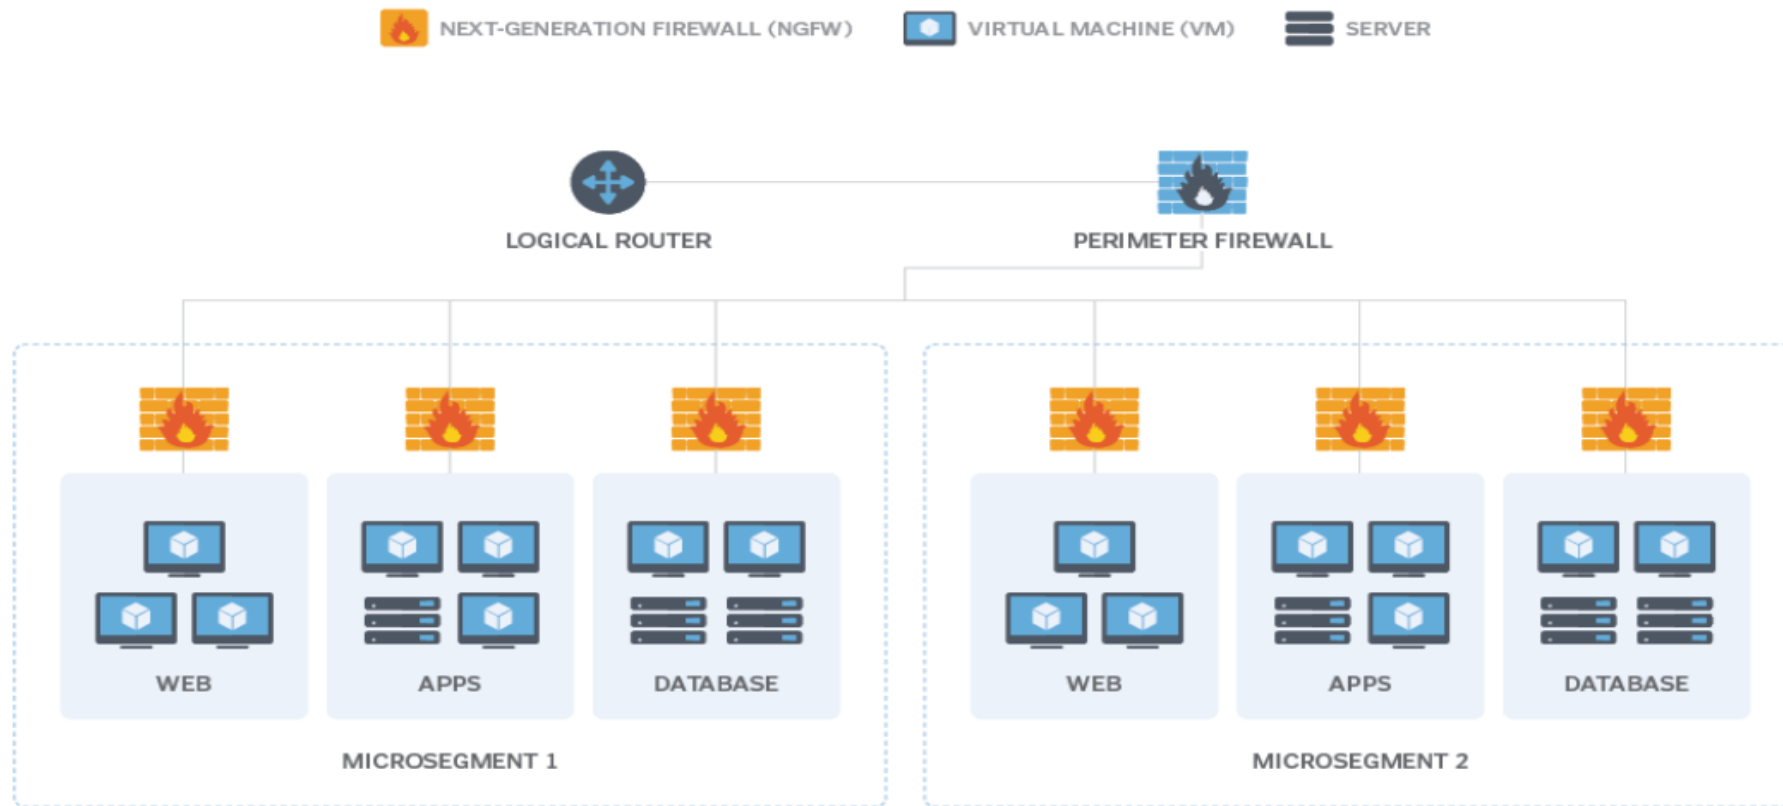 NEXT-GENERATION FIREWALL (NGFW)
VIRTUAL MACHINE (VM)
SERVER
LOGICAL ROUTER
PERIMETER FIREWALL
WEB
APPS
DATABASE
MICROSEGMENT 1
WEB
APPS
DATABASE
MICROSEGMENT 2